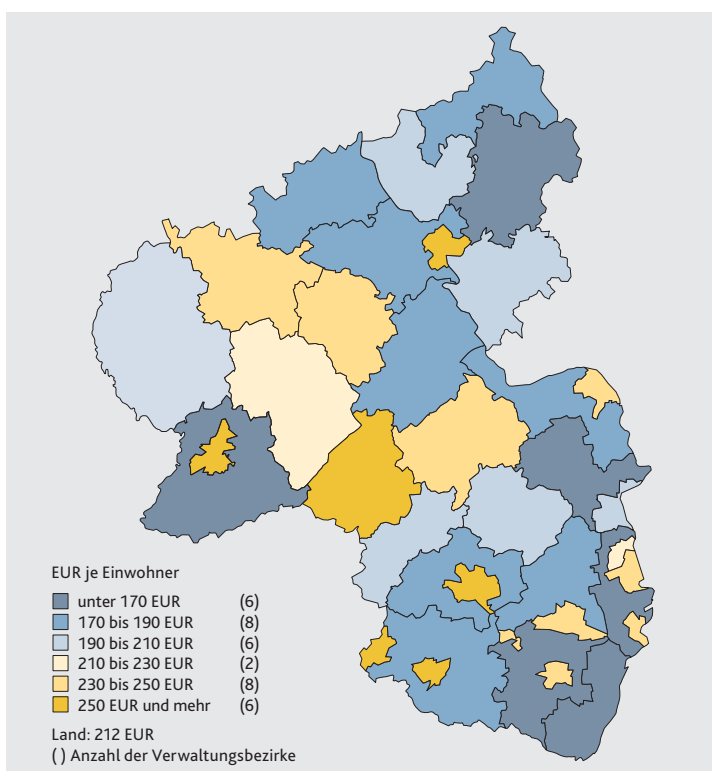 EUR je Einwohner
unter 170 EUR (6)
170 bis 190 EUR (8)
190 bis 210 EUR (6)
210 bis 230 EUR (2)
230 bis 250 EUR (8)
250 EUR und mehr (6)
Land: 212 EUR
( ) Anzahl der Verwaltungsbezirke